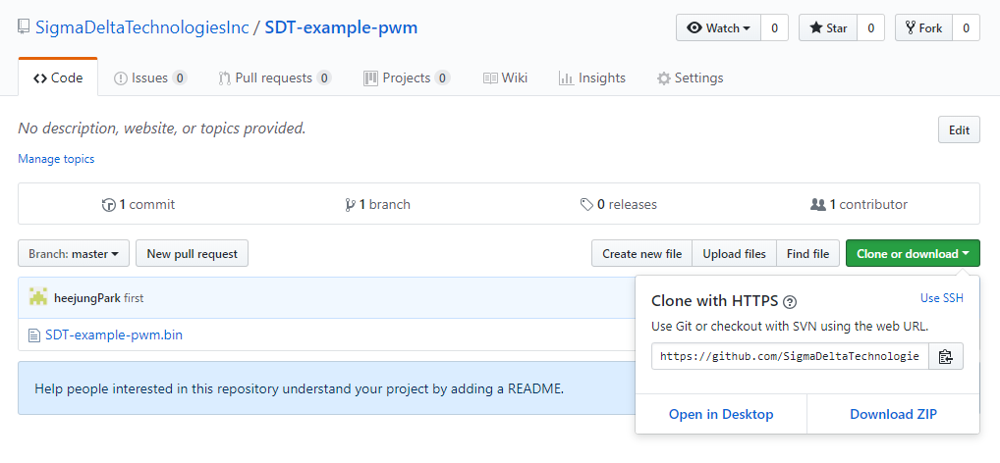 SigmaDeltaTechnologiesInc / SDT-example-pwm
Watch 0 Star 0 Fork 0
Code Issues 0 Pull requests 0 Projects 0 Wiki Insights Settings
No description, website, or topics provided. Edit
Manage topics
1 commit 1 branch 0 releases 1 contributor
Branch: master New pull request Create new file Upload files Find file Clone or download
heejungPark first
SDT-example-pwm.bin
Help people interested in this repository understand your project by adding a README.
Clone with HTTPS ? Use SSH
Use Git or checkout with SVN using the web URL.
https://github.com/SigmaDeltaTechnologie
Open in Desktop Download ZIP